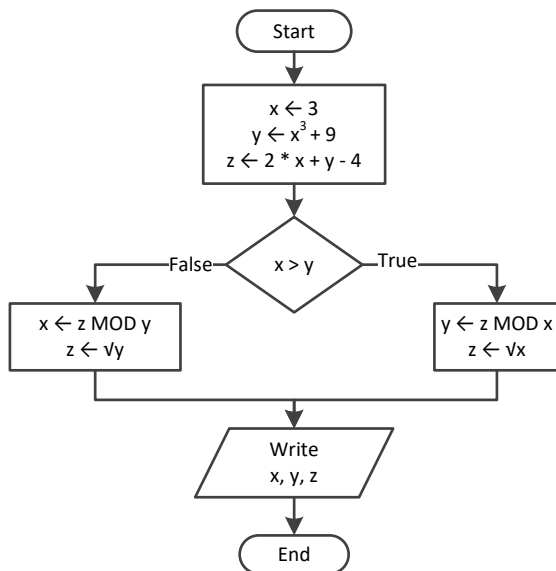 Start
x ← 3
y ← x³ + 9
z ← 2 * x + y - 4
x > y
False
True
x ← z MOD y
z ← √y
y ← z MOD x
z ← √x
Write
x, y, z
End